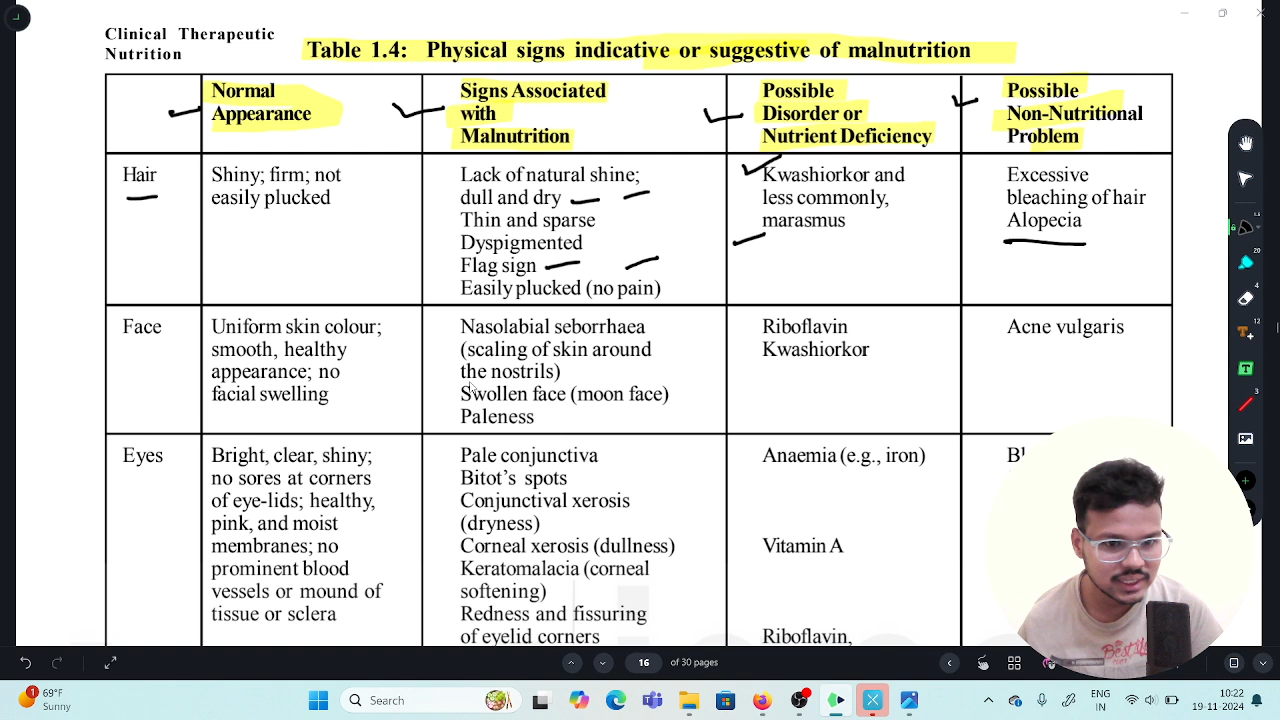 Clinical Therapeutic
Nutrition
Table 1.4: Physical signs indicative or suggestive of malnutrition
Normal
Appearance
Signs Associated
with
Malnutrition
Possible
Disorder or
Nutrient Deficiency
Possible
Non-Nutritional
Problem
Hair
Shiny; firm; not
easily plucked
Lack of natural shine;
dull and dry
Thin and sparse
Dyspigmented
Flag sign
Easily plucked (no pain)
Kwashiorkor and
less commonly,
marasmus
Excessive
bleaching of hair
Alopecia
Face
Uniform skin colour;
smooth, healthy
appearance; no
facial swelling
Nasolabial seborrhaea
(scaling of skin around
the nostrils)
Swollen face (moon face)
Paleness
Riboflavin
Kwashiorkor
Acne vulgaris
Eyes
Bright, clear, shiny;
no sores at corners
of eye-lids; healthy,
pink, and moist
membranes; no
prominent blood
vessels or mound of
tissue or sclera
Pale conjunctiva
Bitot's spots
Conjunctival xerosis
(dryness)
Corneal xerosis (dullness)
Keratomalacia (corneal
softening)
Redness and fissuring
of eyelid corners
Anaemia (e.g., iron)
Vitamin A
Riboflavin,
16 of 30 pages
69°F
Sunny
Search
ENG
IN
10:22
19-11-2024